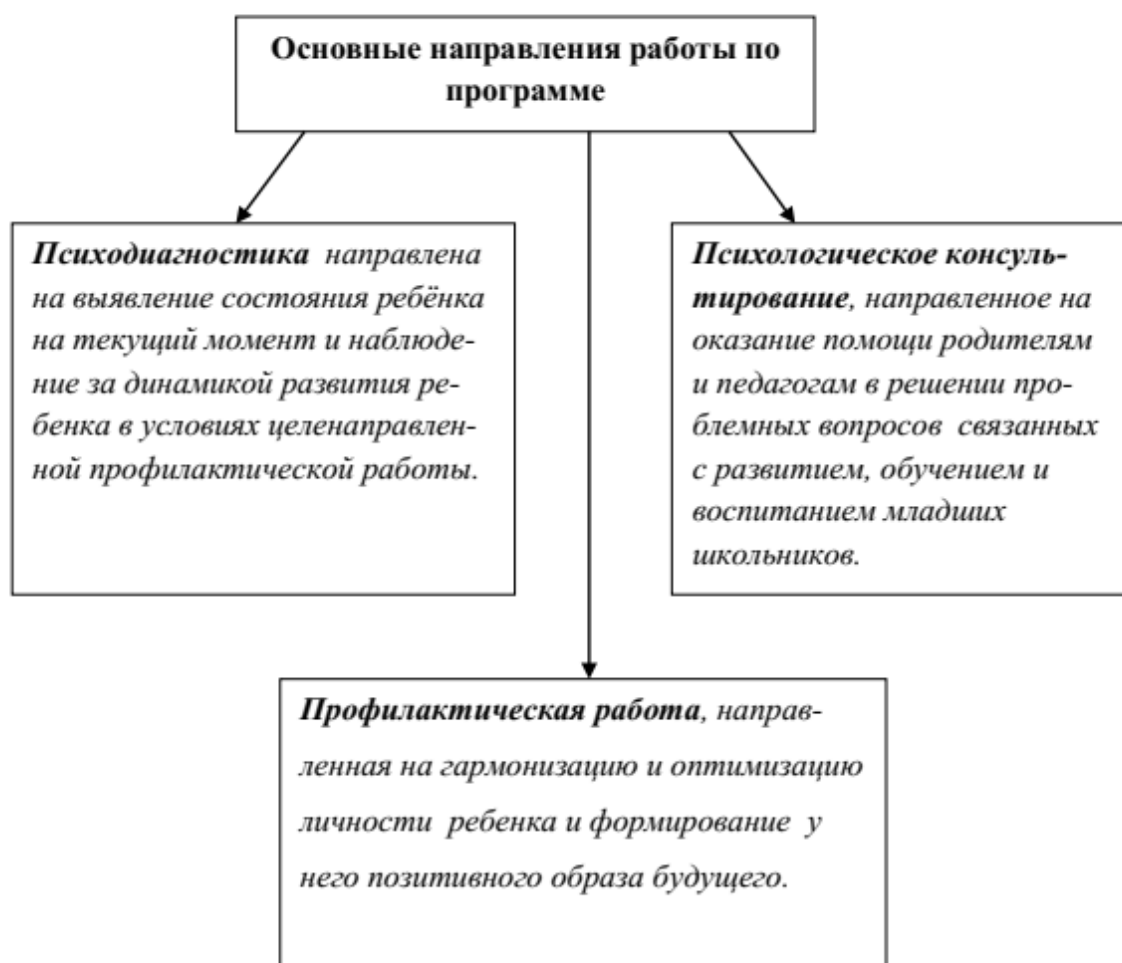 Основные направления работы по
программе
Психодиагностика направлена
на выявление состояния ребёнка
на текущий момент и наблюде-
ние за динамикой развития ре-
бенка в условиях целенаправлен-
ной профилактической работы.
Психологическое консуль-
тирование, направленное на
оказание помощи родителям
и педагогам в решении про-
блемных вопросов связанных
с развитием, обучением и
воспитанием младших
школьников.
Профилактическая работа, направ-
ленная на гармонизацию и оптимизацию
личности ребенка и формирование у
него позитивного образа будущего.